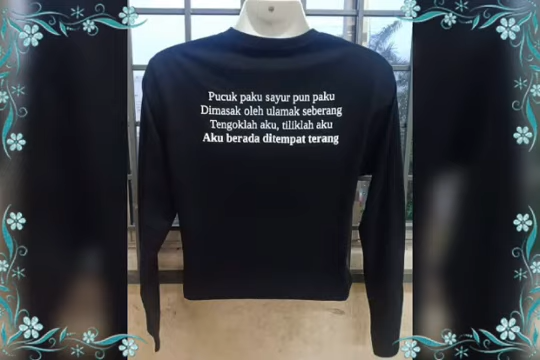 Pucuk paku sayur pun paku
Dimasak oleh ulamak seberang
Tengoklah aku, tiliklah aku
Aku berada ditempat terang